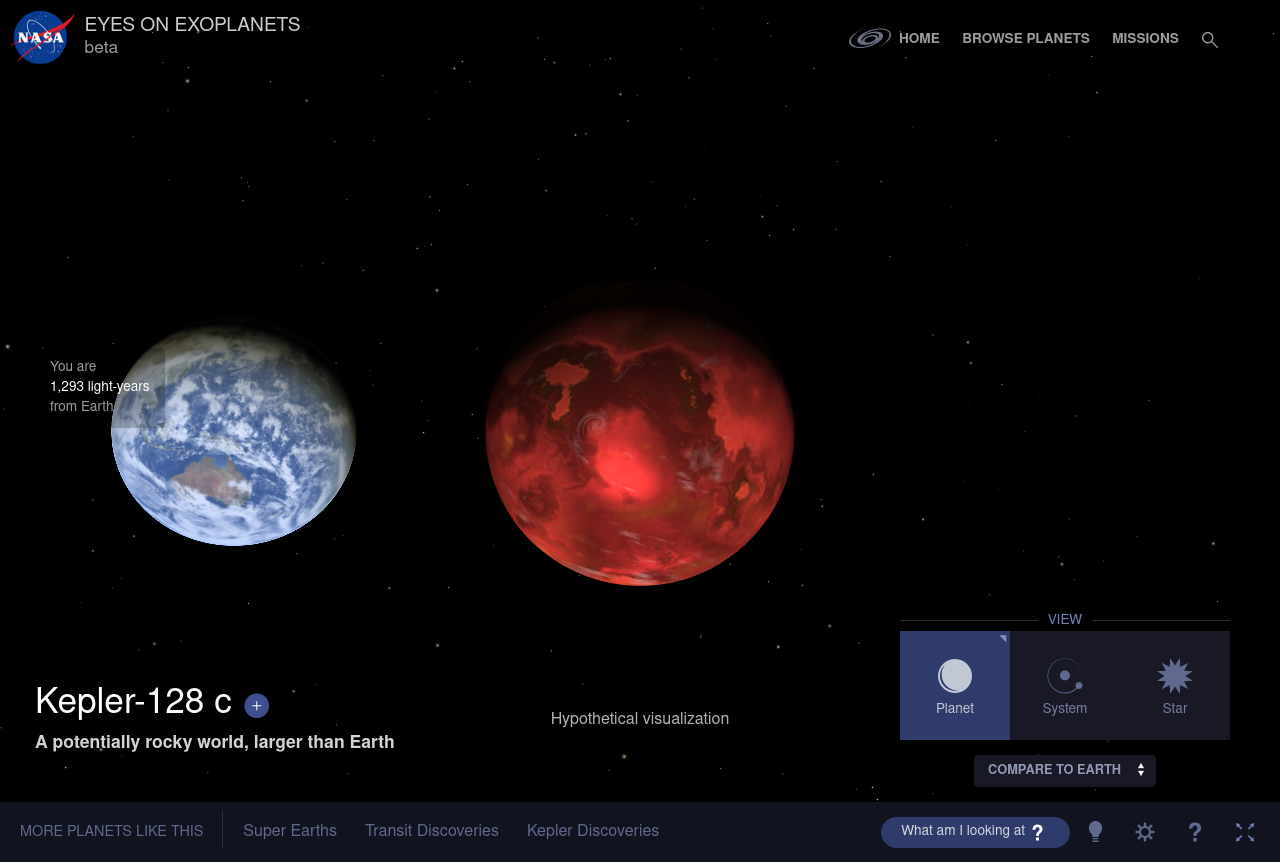 NASA
EYES ON EXOPLANETS
beta
HOME
BROWSE PLANETS
MISSIONS
You are
1,293 light-years
from Earth
Kepler-128 c +
A potentially rocky world, larger than Earth
Hypothetical visualization
VIEW
Planet
System
Star
COMPARE TO EARTH
MORE PLANETS LIKE THIS
Super Earths
Transit Discoveries
Kepler Discoveries
What am I looking at ?
?